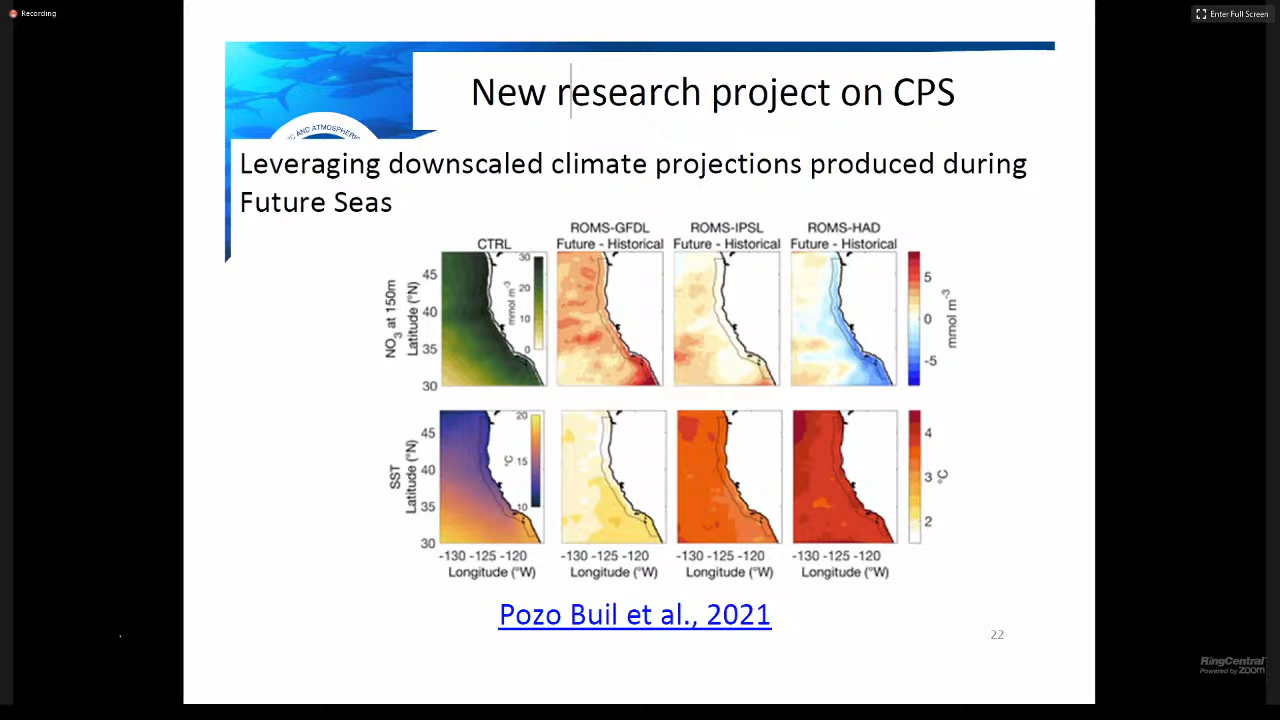 Recording
Enter Full Screen
New research project on CPS
AND ATMOSPHERIC
Leveraging downscaled climate projections produced during
Future Seas
CTRL
ROMS-GFDL
Future - Historical
ROMS-IPSL
Future - Historical
ROMS-HAD
Future - Historical
NO3 at 150m
Latitude (°N)
45
40
35
30
30
20
10
0
mmol m-3
5
0
-5
mmol m-3
SST
Latitude (°N)
45
40
35
30
20
15
10
°C
4
3
2
°C
-130 -125 -120
-130 -125 -120
-130 -125 -120
-130 -125 -120
Longitude (°W)
Longitude (°W)
Longitude (°W)
Longitude (°W)
Pozo Buil et al., 2021
22
RingCentral
Powered by zoom